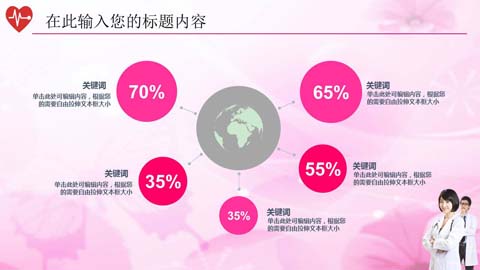 在此输入您的标题内容
70%
关键词
单击此处可编辑内容，根据您
的需要自由拉伸文本框大小
65%
关键词
单击此处可编辑内容，根据您
的需要自由拉伸文本框大小
35%
关键词
单击此处可编辑内容，根据您
的需要自由拉伸文本框大小
55%
关键词
单击此处可编辑内容，根据您
的需要自由拉伸文本框大小
35%
关键词
单击此处可编辑内容，根据您
的需要自由拉伸文本框大小